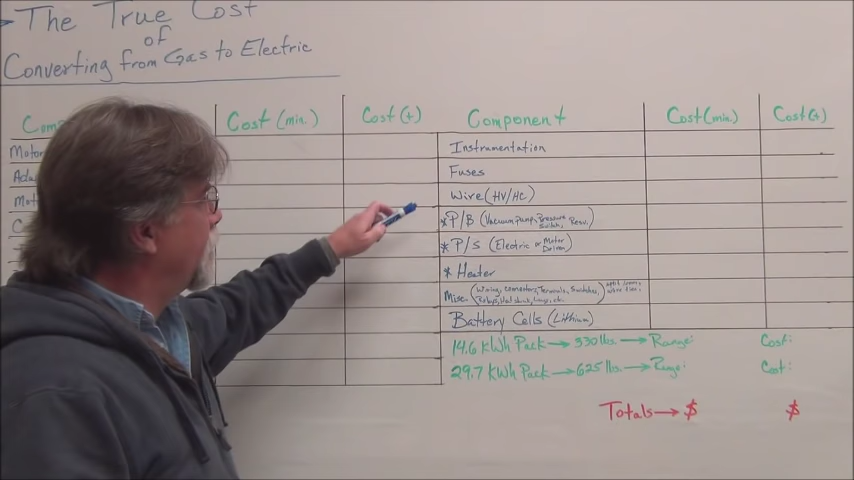 → The True Cost
of
Converting from Gas to Electric
Cost (min.) Cost (+) Component Cost (min.) Cost (+)
Motor Instrumentation
Fuses
Wire (HV/HC)
* P/B (Vacuum pump, Pressure Switch, Resv.)
* P/S (Electric or Motor Driven)
* Heater
Misc. (Wiring, Connectors, Terminals, Switches, Relays, Heat shrink, Lugs, etc.)
Battery Cells (Lithium)
14.6 kWh Pack → 330 lbs. → Range: Cost:
29.7 kWh Pack → 625 lbs. → Range: Cost:
Totals → $ $